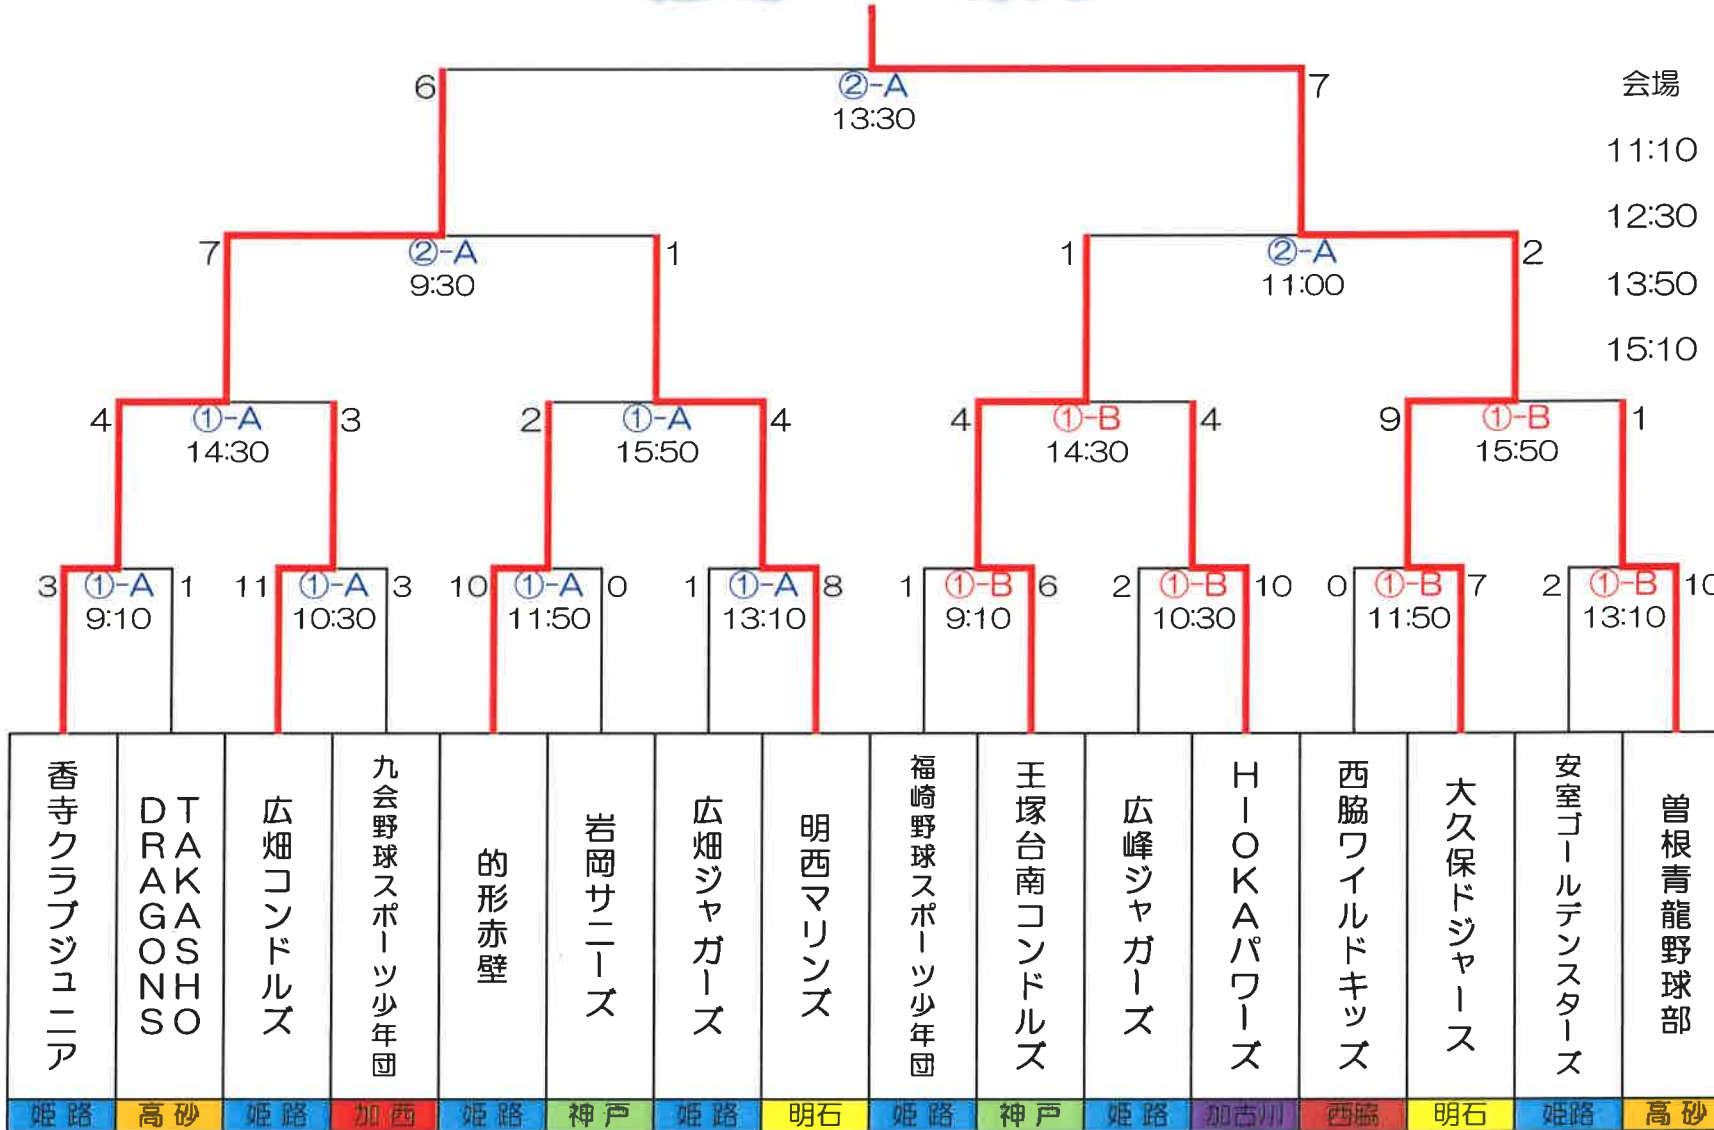 ②-A
13:30
6
7
会場
11:10
12:30
13:50
15:10
7
②-A
9:30
1
1
②-A
11:00
2
4
①-A
14:30
3
2
①-A
15:50
4
4
①-B
14:30
4
9
①-B
15:50
1
3
①-A
9:10
1
11
①-A
10:30
3
10
①-A
11:50
0
1
①-A
13:10
8
1
①-B
9:10
6
2
①-B
10:30
10
0
①-B
11:50
7
2
①-B
13:10
10
香寺クラブジュニア
TAKASHO
DRAGONS
広畑コンドルズ
九会野球スポーツ少年団
的形赤壁
岩岡サニーズ
広畑ジャガーズ
明西マリンズ
福崎野球スポーツ少年団
王塚台南コンドルズ
広峰ジャガーズ
HIOKAパワーズ
西脇ワイルドキッズ
大久保ドジャース
安室ゴールデンスターズ
曽根青龍野球部
姫路
高砂
姫路
加西
姫路
神戸
姫路
明石
姫路
神戸
姫路
加古川
西脇
明石
姫路
高砂